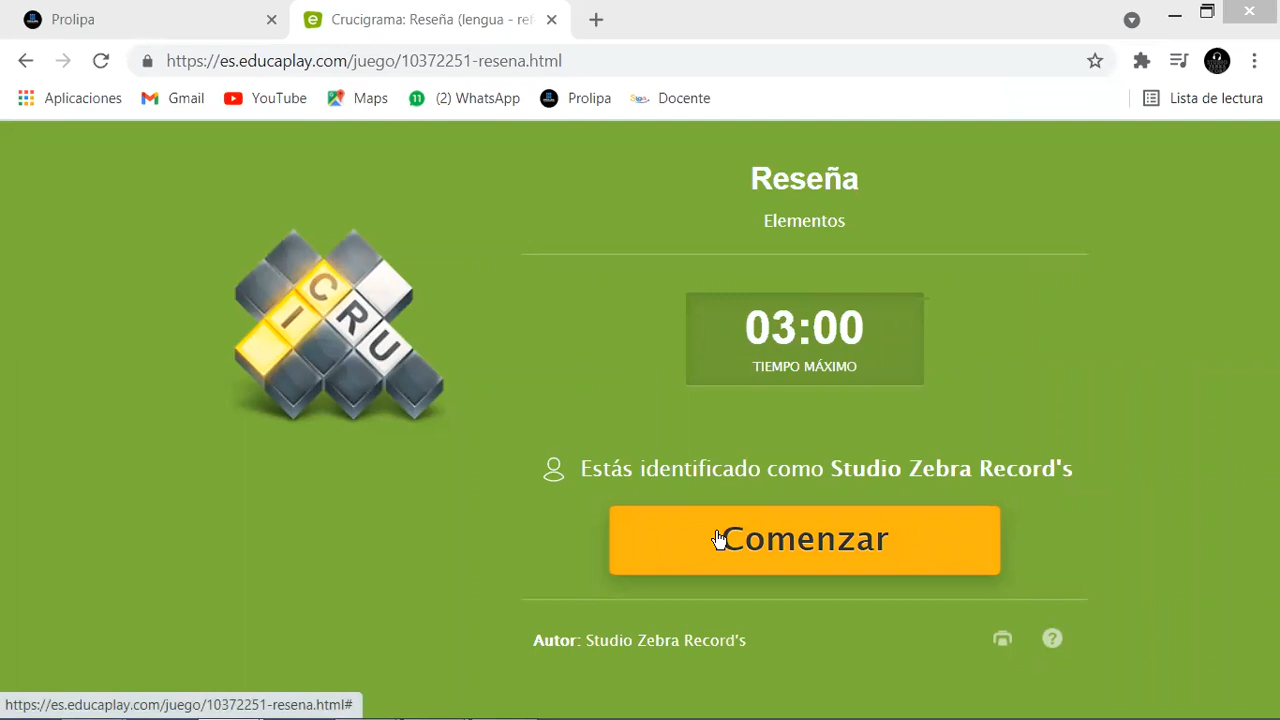 Prolipa
Crucigrama: Reseña (lengua - ref
https://es.educaplay.com/juego/10372251-resena.html
Aplicaciones
Gmail
YouTube
Maps
11
(2) WhatsApp
Prolipa
Docente
Lista de lectura
Reseña
Elementos
C
I
R
U
03:00
TIEMPO MÁXIMO
Estás identificado como Studio Zebra Record's
Comenzar
Autor: Studio Zebra Record's
?
https://es.educaplay.com/juego/10372251-resena.html#